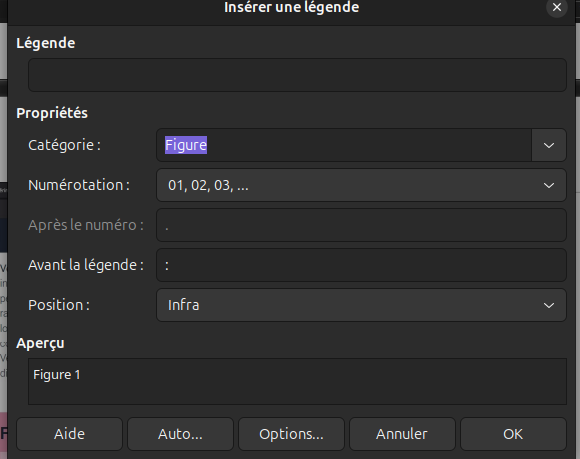 Insérer une légende
Légende
Propriétés
Catégorie :
Figure
Numérotation :
01, 02, 03, ...
Après le numéro :
.
Avant la légende :
:
Position :
Infra
Aperçu
Figure 1
Aide
Auto...
Options...
Annuler
OK